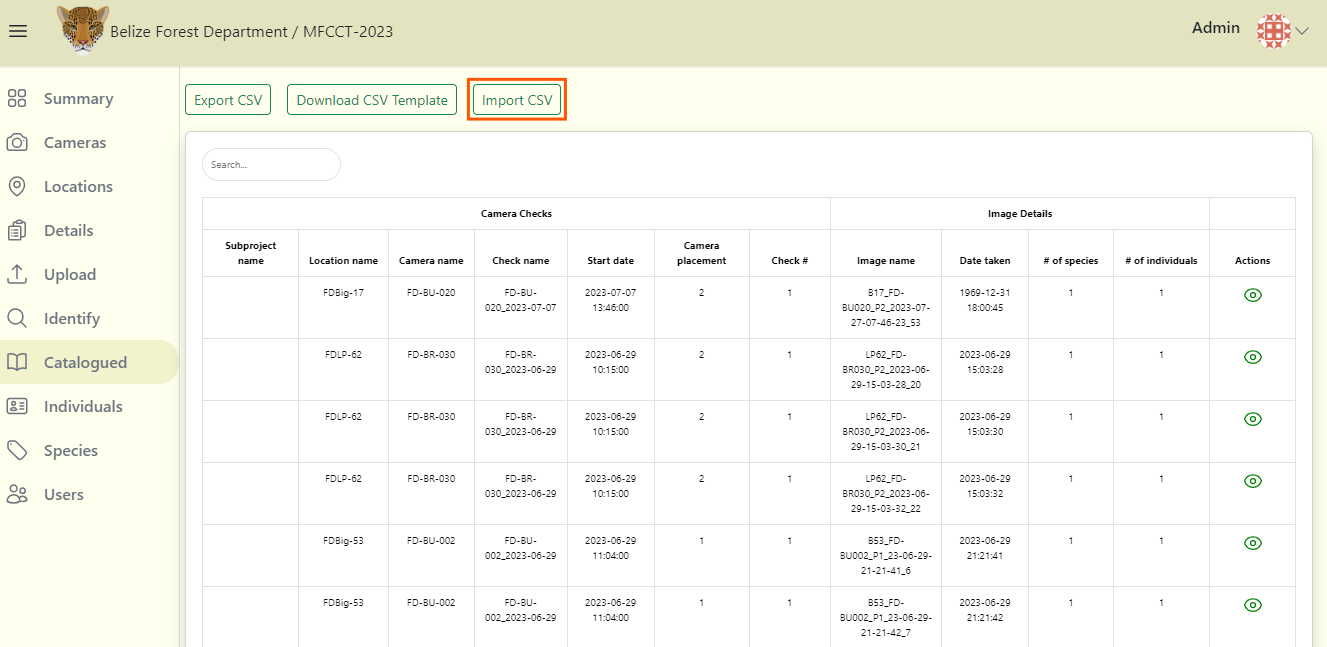 Belize Forest Department / MFCCT-2023
Admin
Summary
Cameras
Locations
Details
Upload
Identify
Catalogued
Individuals
Species
Users
Export CSV
Download CSV Template
Import CSV
Search...
Camera Checks
Image Details
Subproject
name
Location name
Camera name
Check name
Start date
Camera
placement
Check #
Image name
Date taken
# of species
# of individuals
Actions
FDBig-17
FD-BU-020
FD-BU-
020_2023-07-07
2023-07-07
13:46:00
2
1
B17_FD-
BU020_P2_2023-07-
27-07-46-23_53
1969-12-31
18:00:45
1
1
FDLP-62
FD-BR-030
FD-BR-
030_2023-06-29
2023-06-29
10:15:00
2
1
LP62_FD-
BR030_P2_2023-06-
29-15-03-28_20
2023-06-29
15:03:28
1
1
FDLP-62
FD-BR-030
FD-BR-
030_2023-06-29
2023-06-29
10:15:00
2
1
LP62_FD-
BR030_P2_2023-06-
29-15-03-30_21
2023-06-29
15:03:30
1
1
FDLP-62
FD-BR-030
FD-BR-
030_2023-06-29
2023-06-29
10:15:00
2
1
LP62_FD-
BR030_P2_2023-06-
29-15-03-32_22
2023-06-29
15:03:32
1
1
FDBig-53
FD-BU-002
FD-BU-
002_2023-06-29
2023-06-29
11:04:00
1
1
B53_FD-
BU002_P1_23-06-29-
21-21-41_6
2023-06-29
21:21:41
1
1
FDBig-53
FD-BU-002
FD-BU-
002_2023-06-29
2023-06-29
11:04:00
1
1
B53_FD-
BU002_P1_23-06-29-
21-21-42_7
2023-06-29
21:21:42
1
1